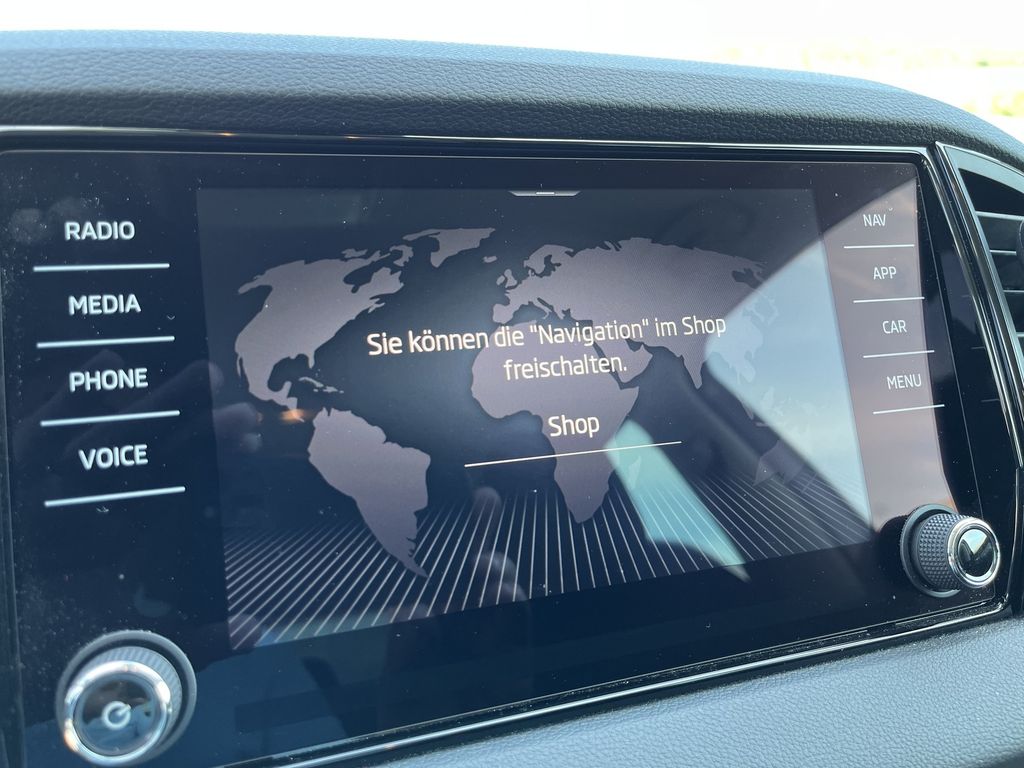 RADIO
MEDIA
PHONE
VOICE
Sie können die "Navigation" im Shop
freischalten.
Shop
NAV
APP
CAR
MENU